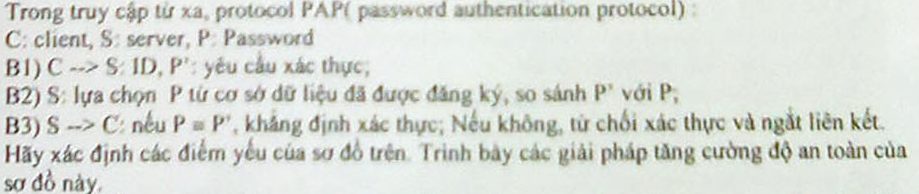 Trong truy cập từ xa, protocol PAP( password authentication protocol) :
C: client, S: server, P: Password
B1) C --> S: ID, P': yêu cầu xác thực;
B2) S: lựa chọn P từ cơ sở dữ liệu đã được đăng ký, so sánh P' với P;
B3) S --> C: nếu P = P', khẳng định xác thực; Nếu không, từ chối xác thực và ngắt liên kết.
Hãy xác định các điểm yếu của sơ đồ trên. Trình bày các giải pháp tăng cường độ an toàn của
sơ đồ này.